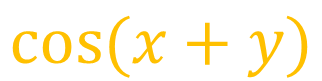 cos(x + y)